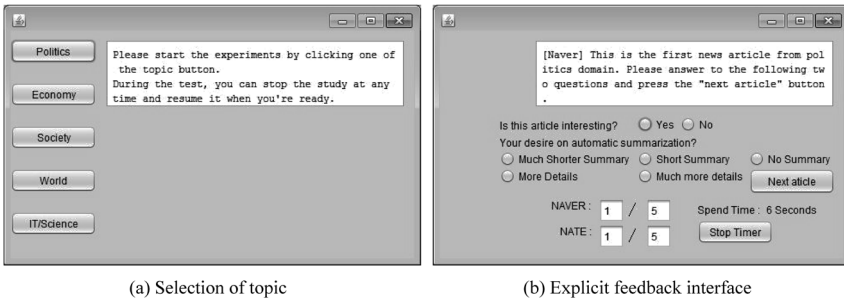 Politics
Economy
Society
World
IT/Science
Please start the experiments by clicking one of
the topic button.
During the test, you can stop the study at any
time and resume it when you're ready.
(a) Selection of topic
[Naver] This is the first news article from pol
itics domain. Please answer to the following tw
o questions and press the "next article" button
.
Is this article interesting? Yes No
Your desire on automatic summarization?
Much Shorter Summary Short Summary No Summary
More Details Much more details Next aticle
NAVER : 1 / 5 Spend Time : 6 Seconds
NATE : 1 / 5 Stop Timer
(b) Explicit feedback interface